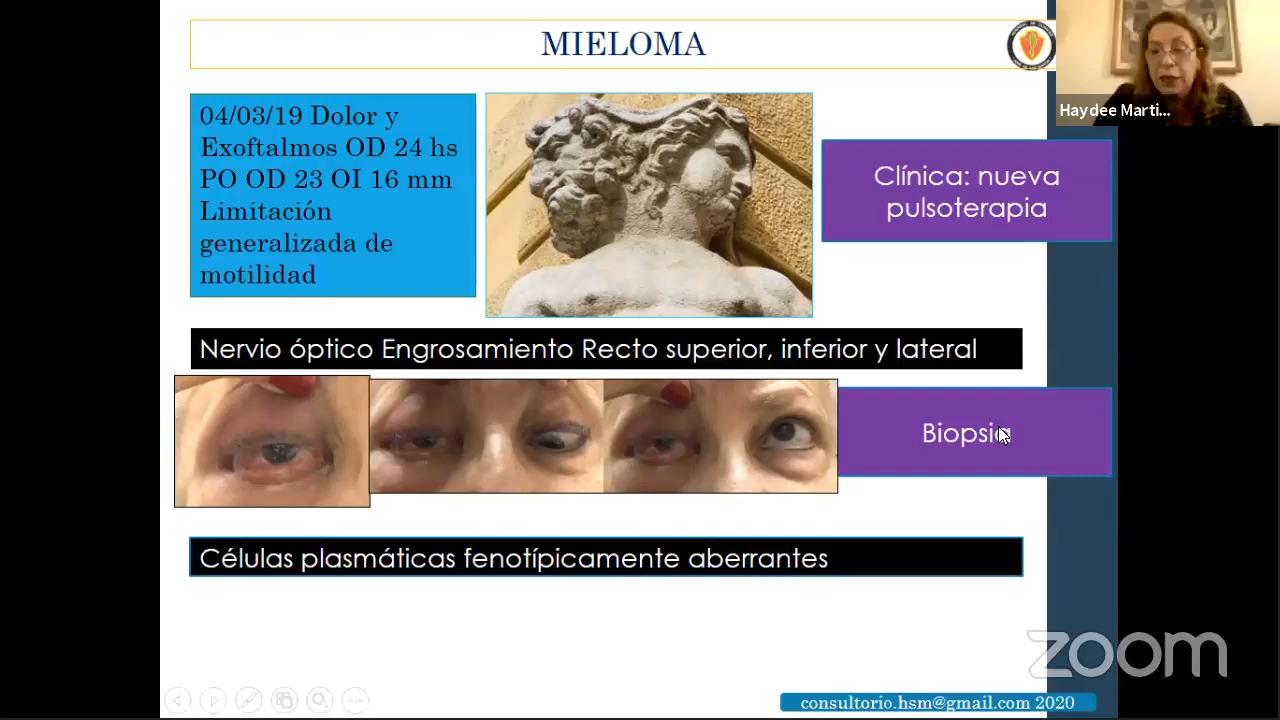 MIELOMA
Haydee Marti...
04/03/19 Dolor y
Exoftalmos OD 24 hs
PO OD 23 OI 16 mm
Limitación
generalizada de
motilidad
Clínica: nueva
pulsoterapia
Nervio óptico Engrosamiento Recto superior, inferior y lateral
Biopsia
Células plasmáticas fenotípicamente aberrantes
zoom
consultorio.hsm@gmail.com 2020